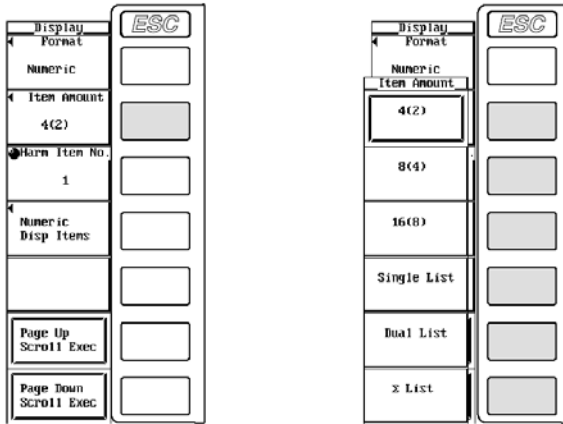 Display
Format
Numeric
Item Amount
4(2)
Harm Item No.
1
Numeric
Disp Items
Page Up
Scroll Exec
Page Down
Scroll Exec
ESC
Display
Format
Numeric
Item Amount
4(2)
8(4)
16(8)
Single List
Dual List
Σ List
ESC